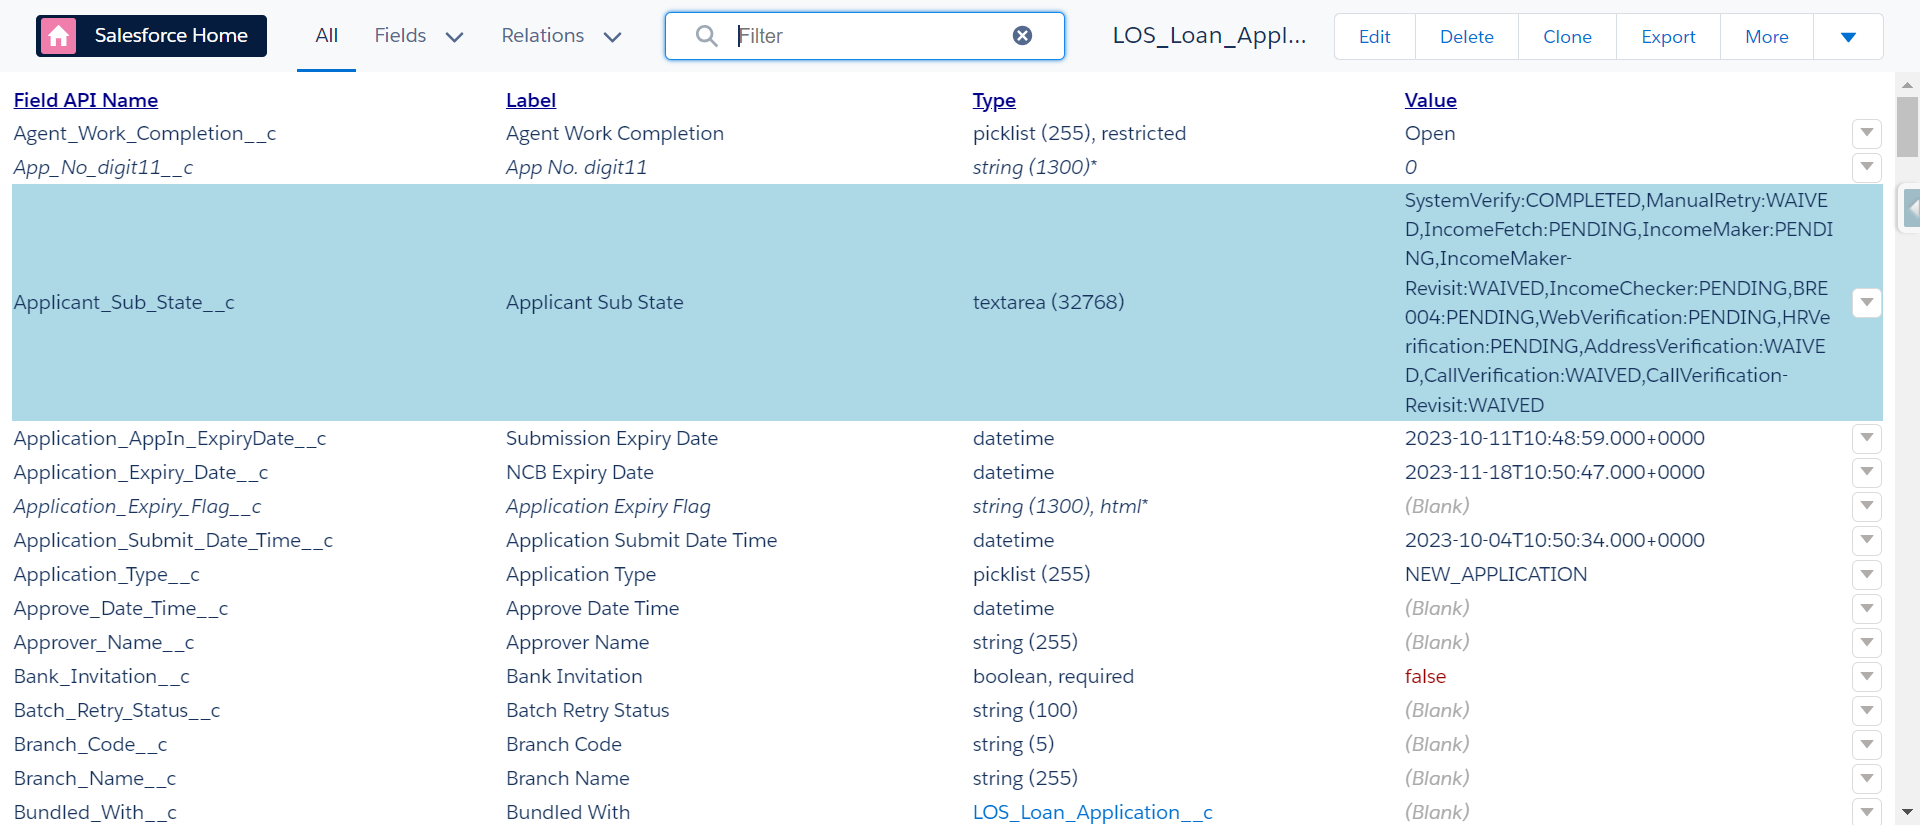 Salesforce Home
All
Fields
Relations
Filter
LOS_Loan_Appl...
Edit
Delete
Clone
Export
More
Field API Name Label Type Value
Agent_Work_Completion__c Agent Work Completion picklist (255), restricted Open
App_No_digit11__c App No. digit11 string (1300)* 0
Applicant_Sub_State__c Applicant Sub State textarea (32768)
SystemVerify:COMPLETED,ManualRetry:WAIVE
D,IncomeFetch:PENDING,IncomeMaker:PENDI
NG,IncomeMaker-
Revisit:WAIVED,IncomeChecker:PENDING,BRE
004:PENDING,WebVerification:PENDING,HRVe
rification:PENDING,AddressVerification:WAIVE
D,CallVerification:WAIVED,CallVerification-
Revisit:WAIVED
Application_AppIn_ExpiryDate__c Submission Expiry Date datetime 2023-10-11T10:48:59.000+0000
Application_Expiry_Date__c NCB Expiry Date datetime 2023-11-18T10:50:47.000+0000
Application_Expiry_Flag__c Application Expiry Flag string (1300), html* (Blank)
Application_Submit_Date_Time__c Application Submit Date Time datetime 2023-10-04T10:50:34.000+0000
Application_Type__c Application Type picklist (255) NEW_APPLICATION
Approve_Date_Time__c Approve Date Time datetime (Blank)
Approver_Name__c Approver Name string (255) (Blank)
Bank_Invitation__c Bank Invitation boolean, required false
Batch_Retry_Status__c Batch Retry Status string (100) (Blank)
Branch_Code__c Branch Code string (5) (Blank)
Branch_Name__c Branch Name string (255) (Blank)
Bundled_With__c Bundled With LOS_Loan_Application__c (Blank)